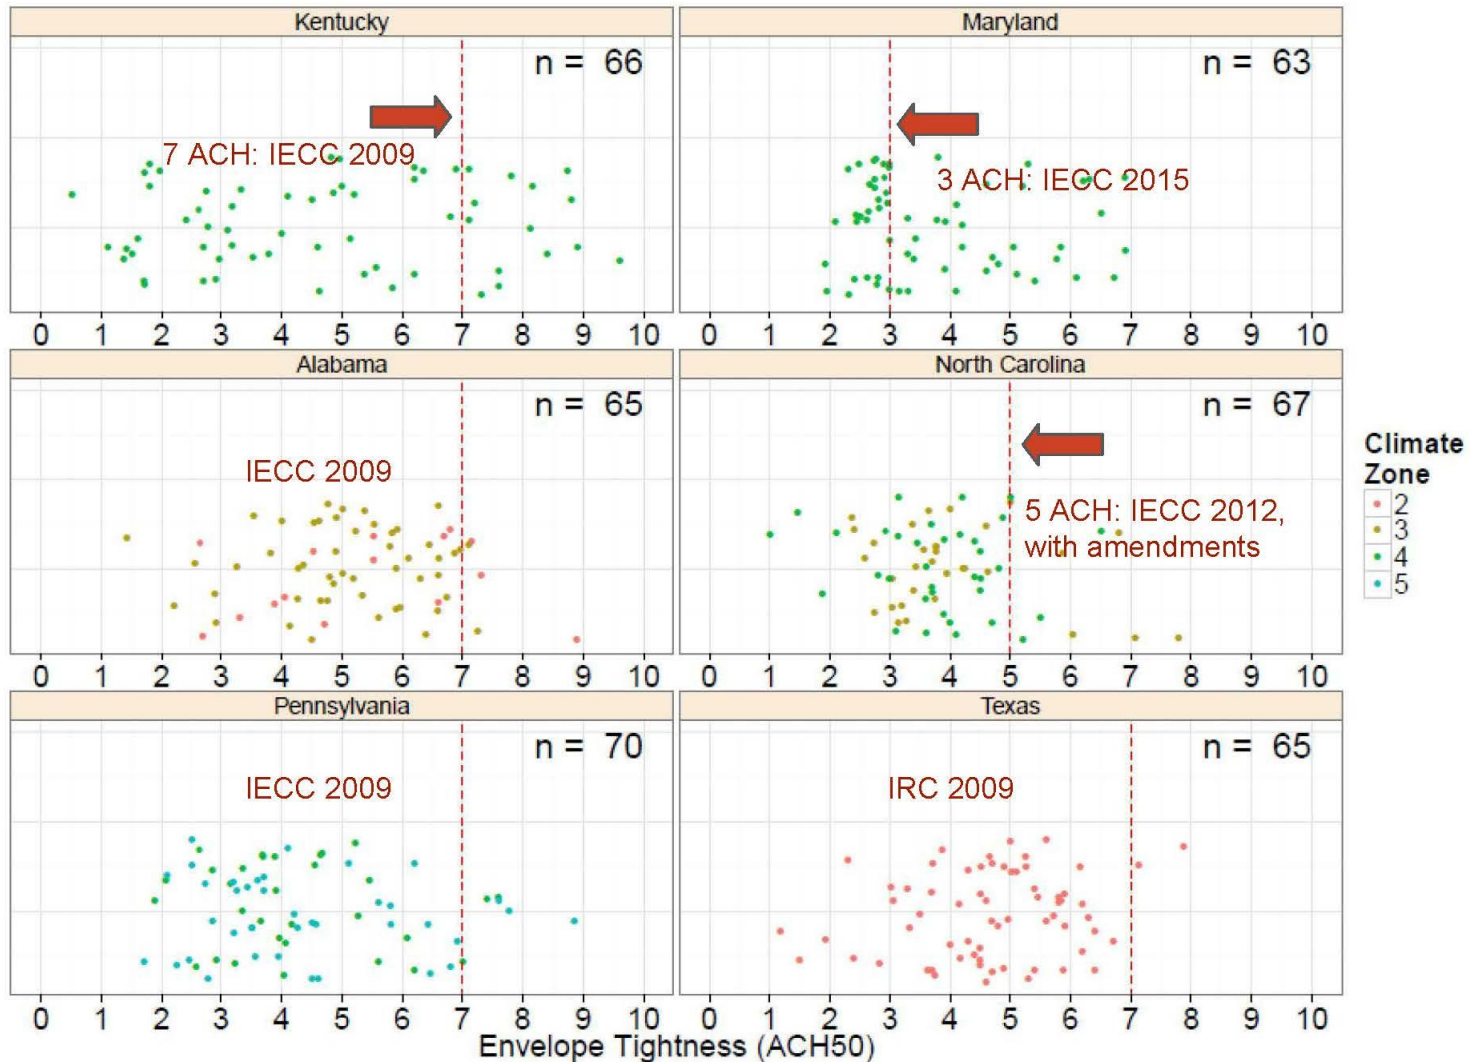 Kentucky
n = 66
7 ACH: IECC 2009
0 1 2 3 4 5 6 7 8 9 10
Maryland
n = 63
3 ACH: IECC 2015
0 1 2 3 4 5 6 7 8 9 10
Alabama
n = 65
IECC 2009
0 1 2 3 4 5 6 7 8 9 10
North Carolina
n = 67
5 ACH: IECC 2012,
with amendments
0 1 2 3 4 5 6 7 8 9 10
Pennsylvania
n = 70
IECC 2009
0 1 2 3 4 5 6 7 8 9 10
Texas
n = 65
IRC 2009
0 1 2 3 4 5 6 7 8 9 10
Envelope Tightness (ACH50)
Climate
Zone
2
3
4
5